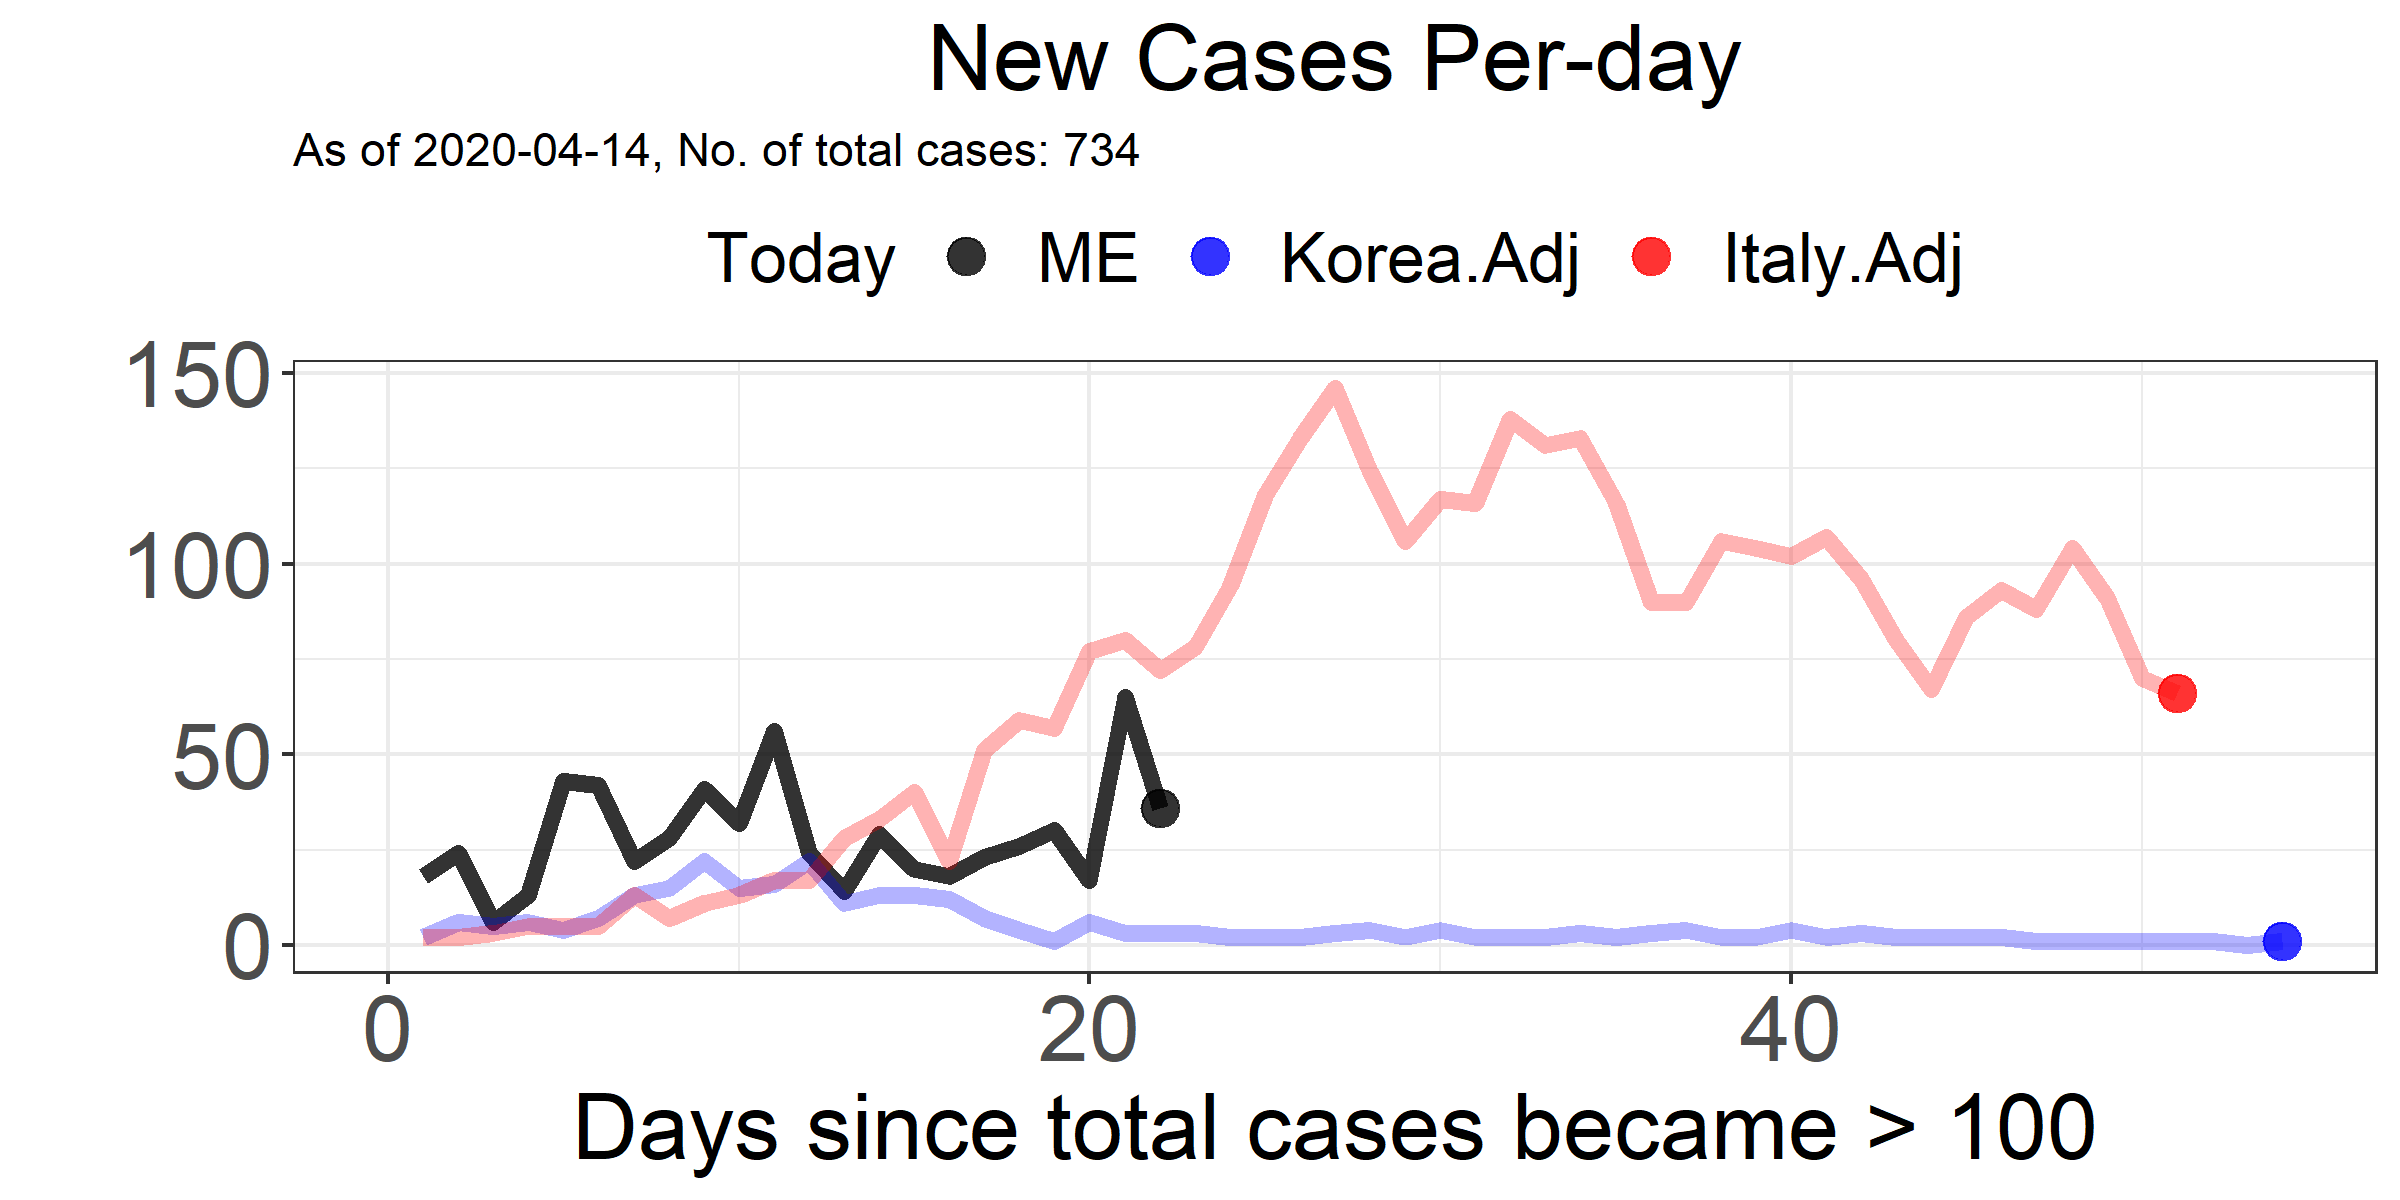 New Cases Per-day
As of 2020-04-14, No. of total cases: 734
Today ME Korea.Adj Italy.Adj
150
100
50
0
0 20 40
Days since total cases became > 100